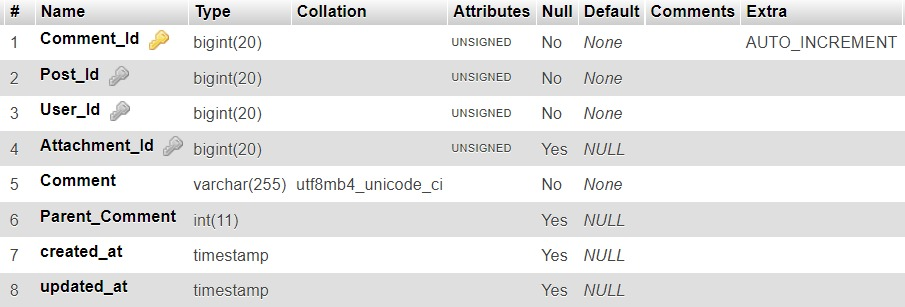 # Name Type Collation Attributes Null Default Comments Extra
1 Comment_Id bigint(20) UNSIGNED No None AUTO_INCREMENT
2 Post_Id bigint(20) UNSIGNED No None
3 User_Id bigint(20) UNSIGNED No None
4 Attachment_Id bigint(20) UNSIGNED Yes NULL
5 Comment varchar(255) utf8mb4_unicode_ci No None
6 Parent_Comment int(11) Yes NULL
7 created_at timestamp Yes NULL
8 updated_at timestamp Yes NULL